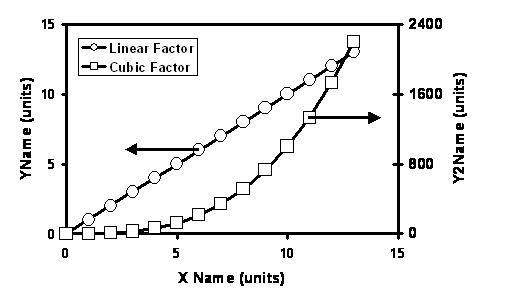 15
2400
Linear Factor
Cubic Factor
10
1600
YName (units)
Y2Name (units)
5
800
0
0
0
5
10
15
X Name (units)